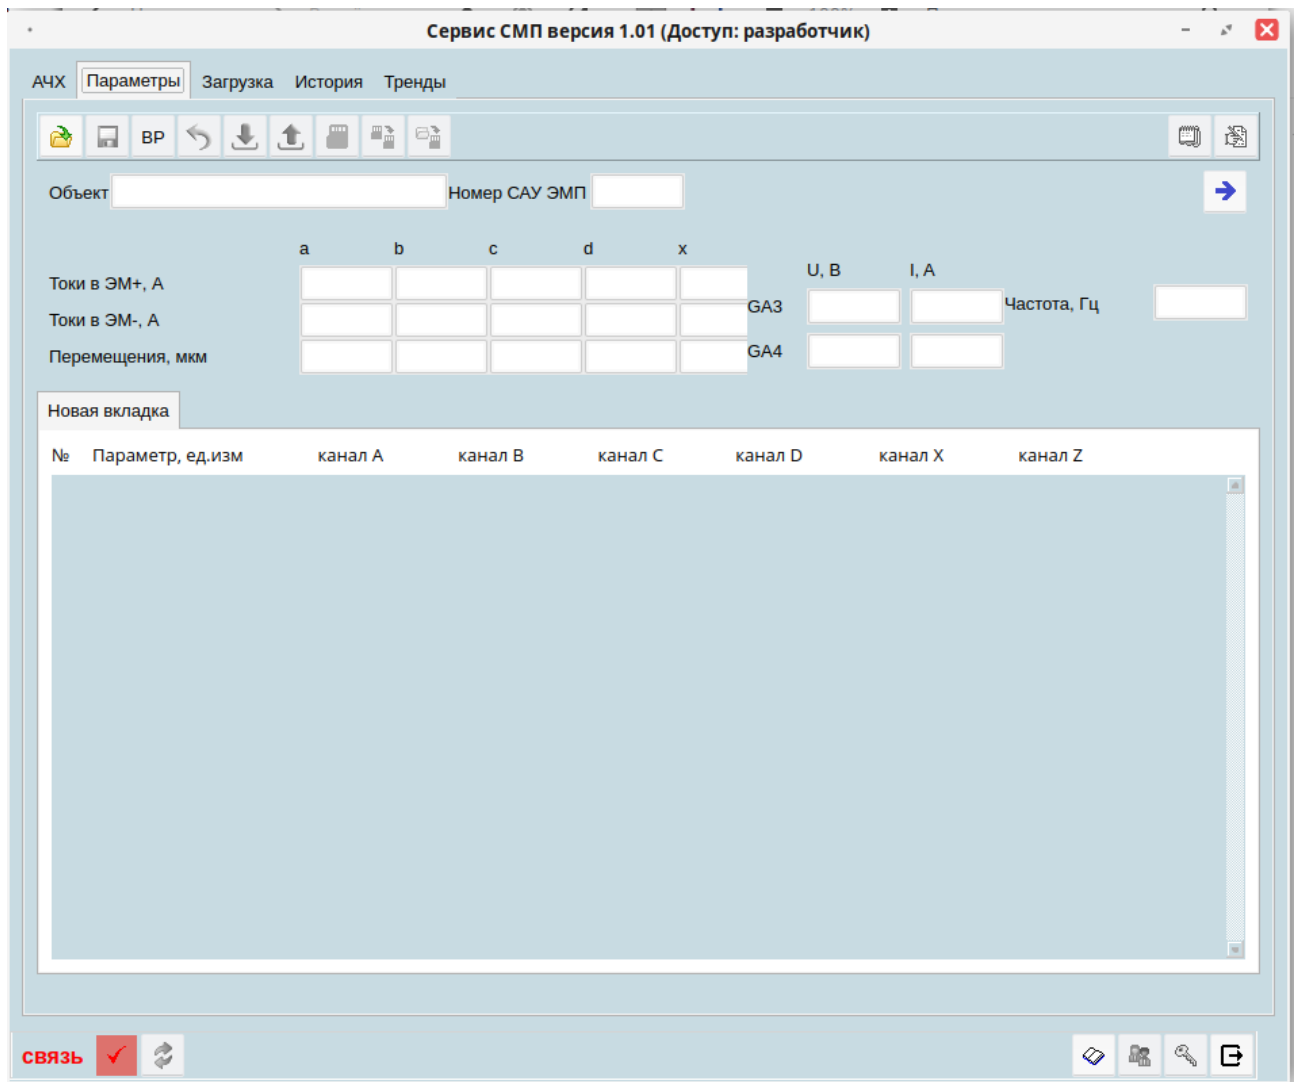 Сервис СМП версия 1.01 (Доступ: разработчик)
АЧХ Параметры Загрузка История Тренды
ВР
Объект Номер САУ ЭМП
a b c d x
U, В I, А
Токи в ЭМ+, А
GA3 Частота, Гц
Токи в ЭМ-, А
GA4
Перемещения, мкм
Новая вкладка
№ Параметр, ед.изм канал A канал B канал C канал D канал X канал Z
связь